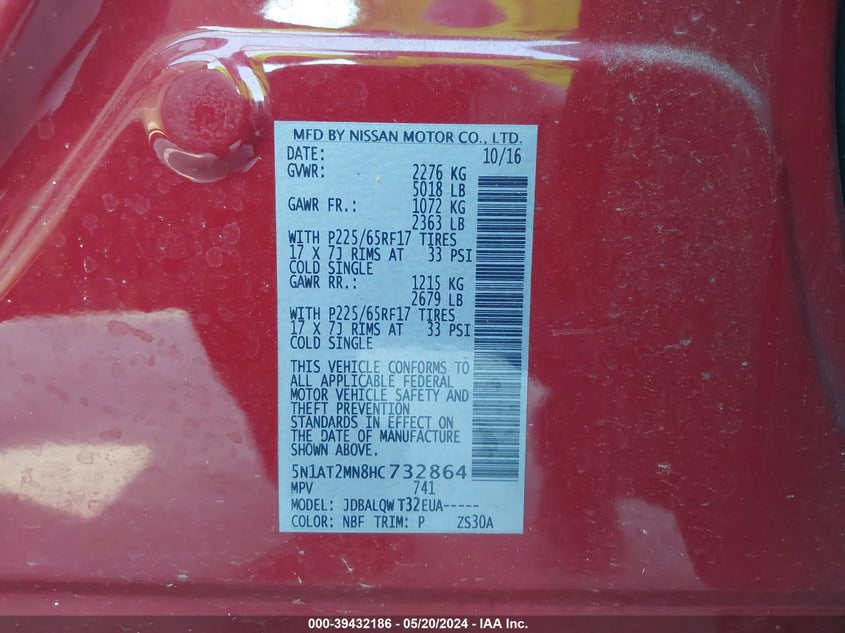 MFD BY NISSAN MOTOR CO., LTD.
DATE: 10/16
GVWR: 2276 KG
5018 LB
GAWR FR.: 1072 KG
2363 LB
WITH P225/65RF17 TIRES
17 X 7J RIMS AT 33 PSI
COLD SINGLE
GAWR RR.: 1215 KG
2679 LB
WITH P225/65RF17 TIRES
17 X 7J RIMS AT 33 PSI
COLD SINGLE
THIS VEHICLE CONFORMS TO
ALL APPLICABLE FEDERAL
MOTOR VEHICLE SAFETY AND
THEFT PREVENTION
STANDARDS IN EFFECT ON
THE DATE OF MANUFACTURE
SHOWN ABOVE.
5N1AT2MN8HC732864
MPV 741
MODEL: JDBALQW T32EUA-----
COLOR: NBF TRIM: P ZS30A
000-39432186 - 05/20/2024 - IAA Inc.